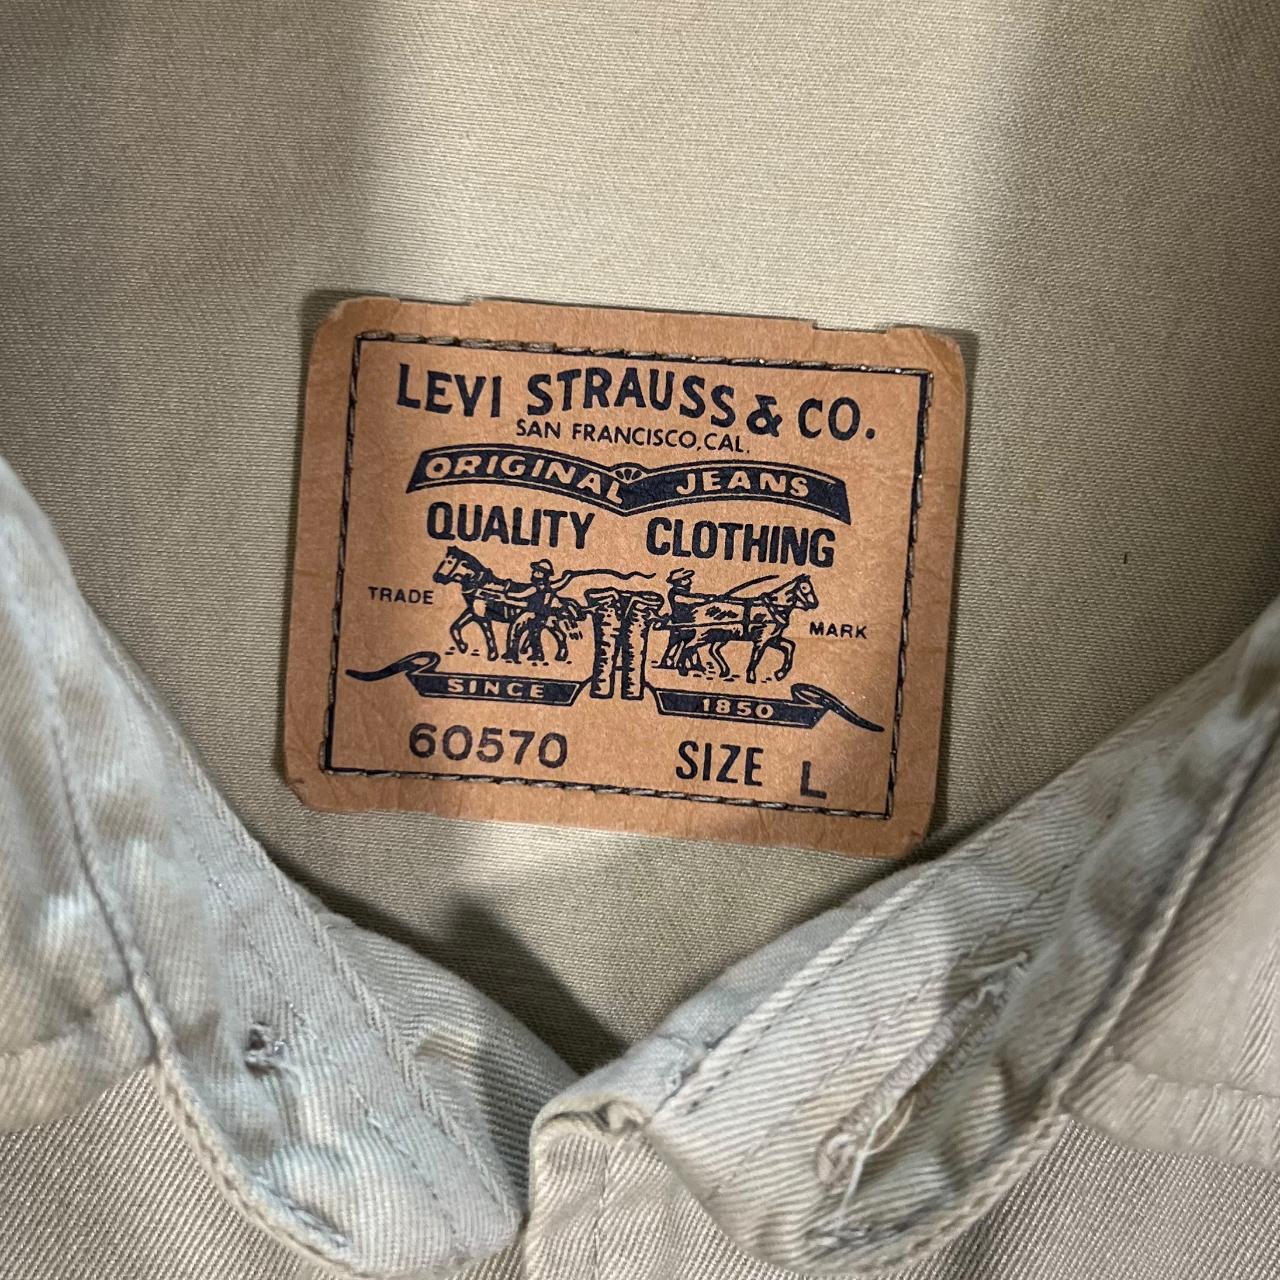 LEVI STRAUSS & CO.
SAN FRANCISCO, CAL.
ORIGINAL JEANS
QUALITY CLOTHING
TRADE MARK
SINCE 1850
60570 SIZE L